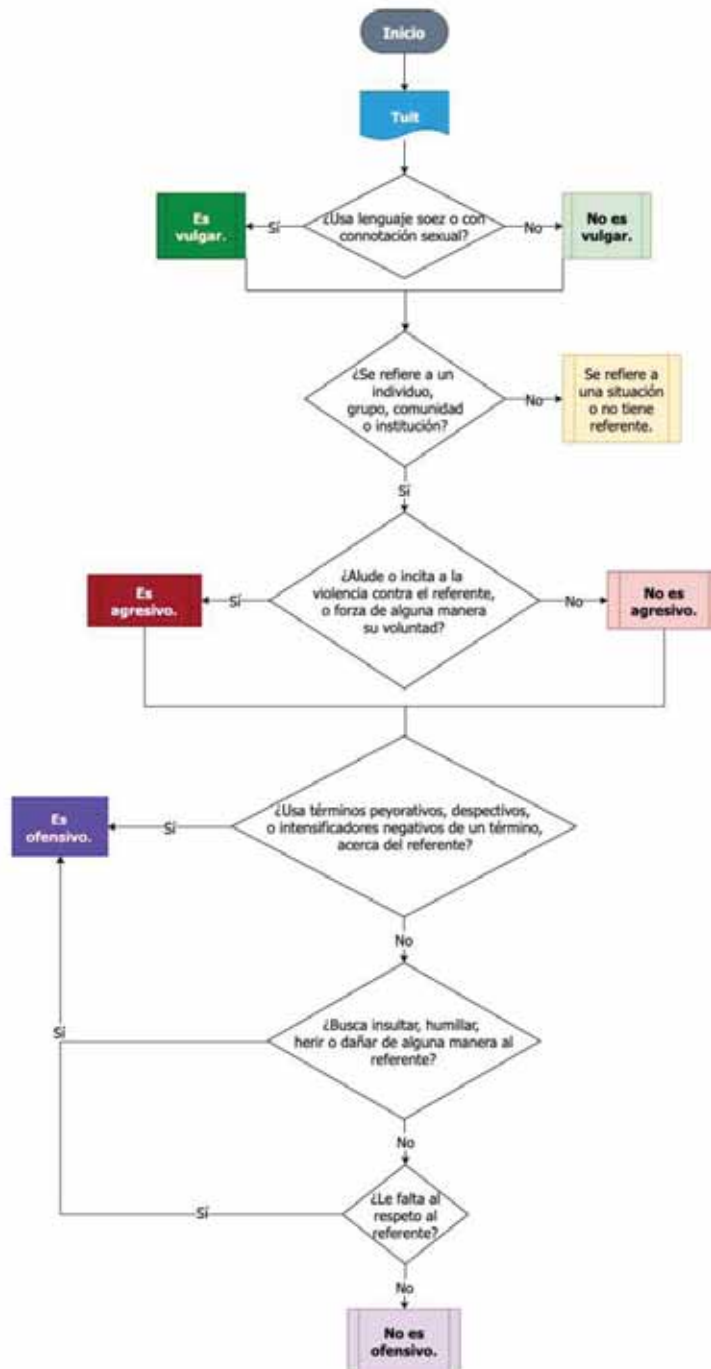 Inicio
Tuit
Es
vulgar.
Sí
¿Usa lenguaje soez o con
connotación sexual?
No
No es
vulgar.
¿Se refiere a un
individuo,
grupo, comunidad
o institución?
No
Se refiere a
una situación
o no tiene
referente.
Sí
Es
agresivo.
Sí
¿Alude o incita a la
violencia contra el referente,
o forza de alguna manera
su voluntad?
No
No es
agresivo.
Es
ofensivo.
Sí
¿Usa términos peyorativos, despectivos,
o intensificadores negativos de un término,
acerca del referente?
No
Sí
¿Busca insultar, humillar,
herir o dañar de alguna manera al
referente?
No
Sí
¿Le falta al
respeto al
referente?
No
No es
ofensivo.